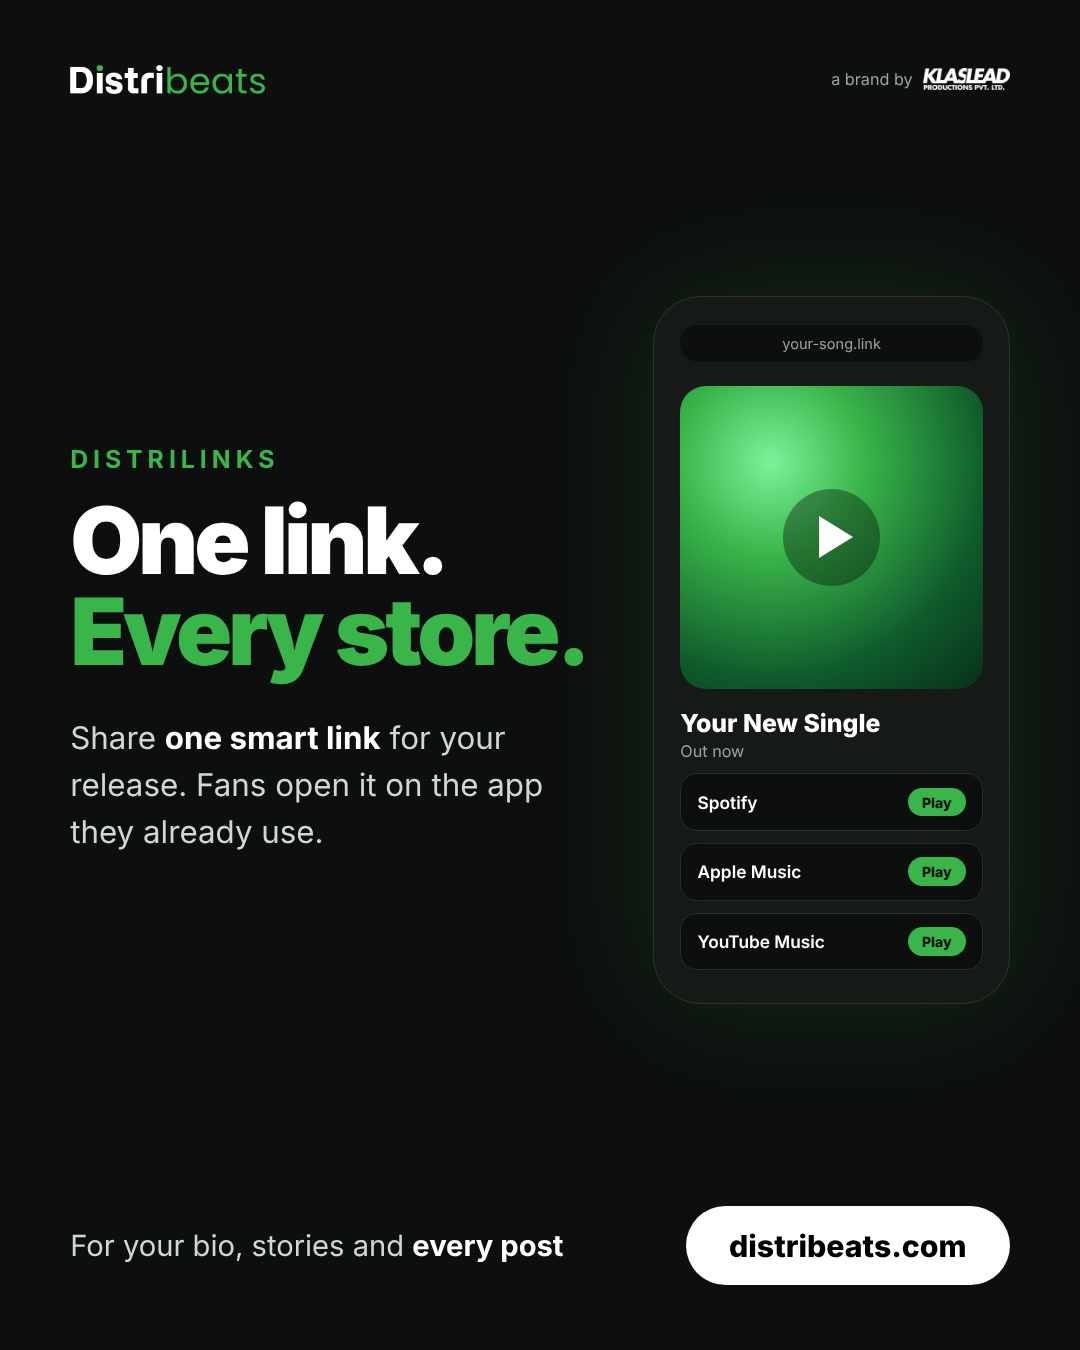 Distribeats
a brand by KLASLEAD
PRODUCTIONS PVT. LTD.
DISTRILINKS
One link.
Every store.
Share one smart link for your
release. Fans open it on the app
they already use.
your-song.link
Your New Single
Out now
Spotify Play
Apple Music Play
YouTube Music Play
For your bio, stories and every post
distribeats.com